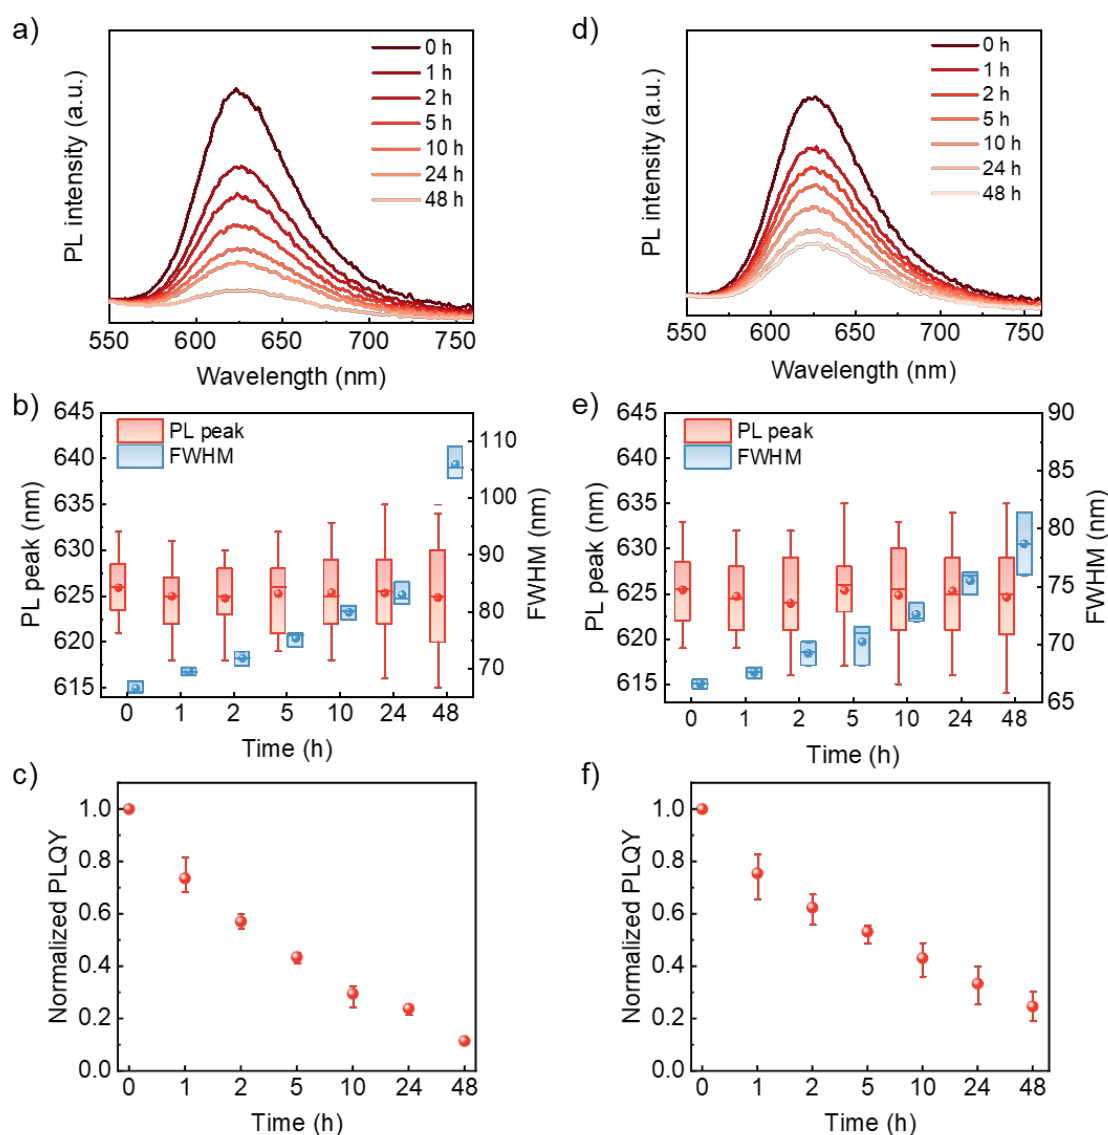 a)
PL intensity (a.u.)
0 h
1 h
2 h
5 h
10 h
24 h
48 h
550 600 650 700 750
Wavelength (nm)
d)
PL intensity (a.u.)
0 h
1 h
2 h
5 h
10 h
24 h
48 h
550 600 650 700 750
Wavelength (nm)
b)
PL peak (nm)
645
640
635
630
625
620
615
PL peak
FWHM
110
100
90
80
70
FWHM (nm)
0 1 2 5 10 24 48
Time (h)
e)
PL peak (nm)
645
640
635
630
625
620
615
PL peak
FWHM
90
85
80
75
70
65
FWHM (nm)
0 1 2 5 10 24 48
Time (h)
c)
Normalized PLQY
1.0
0.8
0.6
0.4
0.2
0.0
0 1 2 5 10 24 48
Time (h)
f)
Normalized PLQY
1.0
0.8
0.6
0.4
0.2
0.0
0 1 2 5 10 24 48
Time (h)